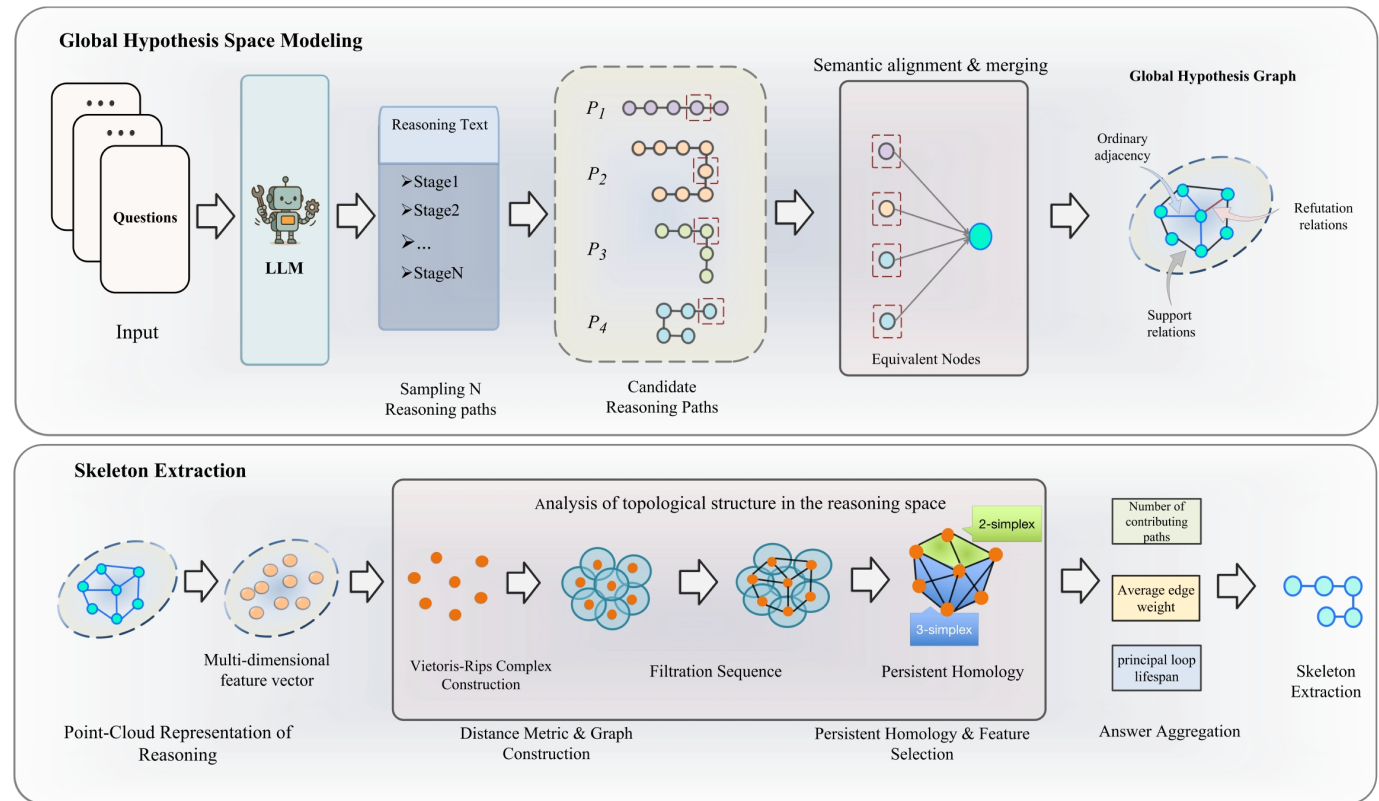 Global Hypothesis Space Modeling
Questions
Input
LLM
Reasoning Text
➢Stage1
➢Stage2
➢...
➢StageN
Sampling N
Reasoning paths
P1
P2
P3
P4
Candidate
Reasoning Paths
Semantic alignment & merging
Equivalent Nodes
Global Hypothesis Graph
Ordinary
adjacency
Refutation
relations
Support
relations
Skeleton Extraction
Point-Cloud Representation of
Reasoning
Multi-dimensional
feature vector
Analysis of topological structure in the reasoning space
Vietoris-Rips Complex
Construction
Filtration Sequence
2-simplex
3-simplex
Persistent Homology
Distance Metric & Graph
Construction
Persistent Homology & Feature
Selection
Number of
contributing
paths
Average edge
weight
principal loop
lifespan
Answer Aggregation
Skeleton
Extraction